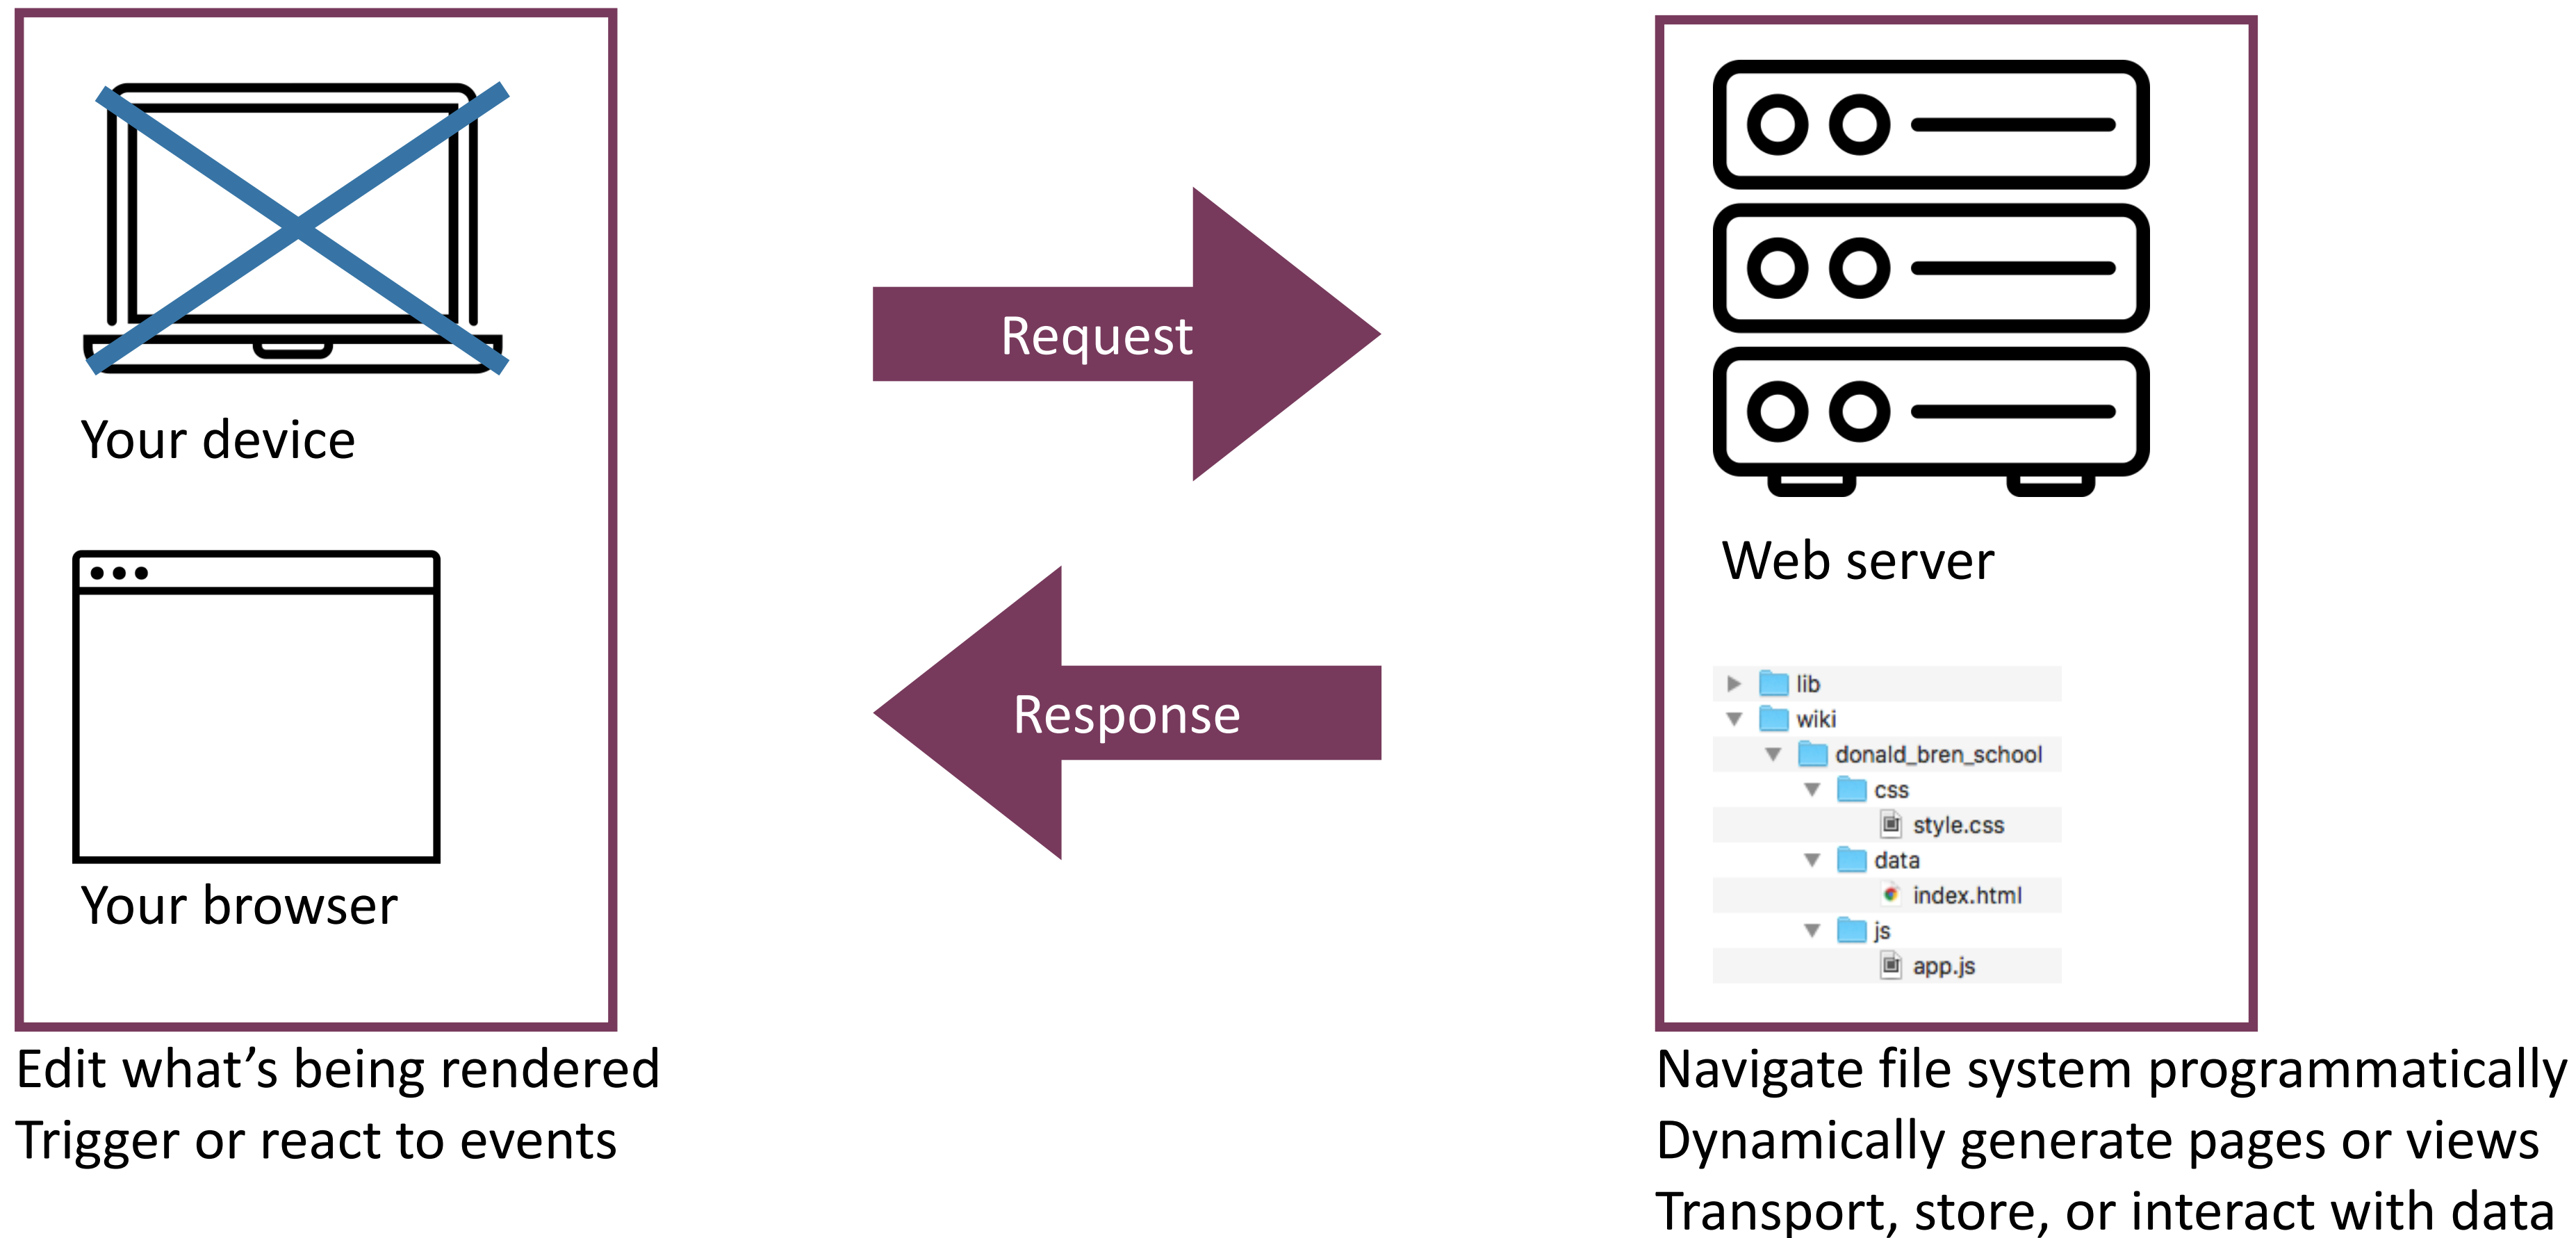 Your device
Your browser
Edit what’s being rendered
Trigger or react to events
Request
Response
Web server
lib
wiki
donald_bren_school
css
style.css
data
index.html
js
app.js
Navigate file system programmatically
Dynamically generate pages or views
Transport, store, or interact with data